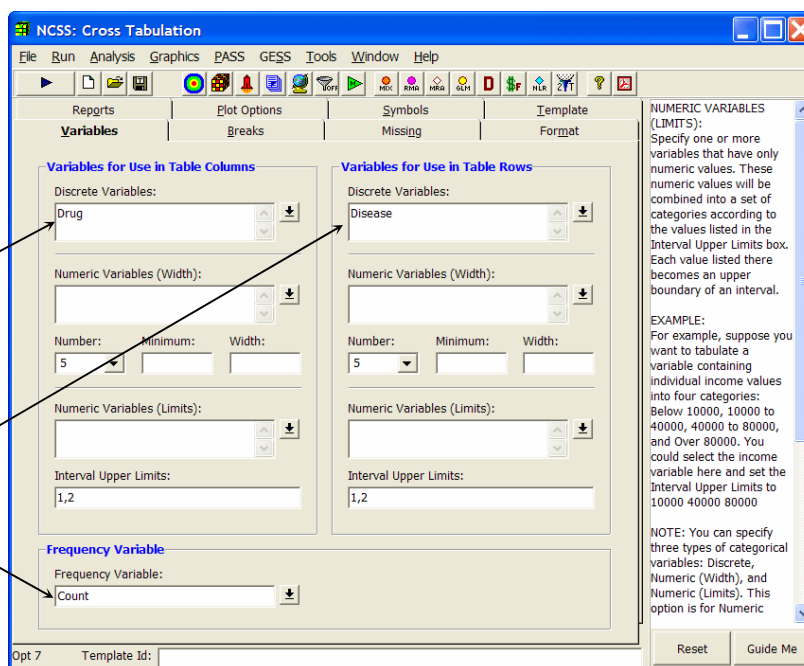 NCSS: Cross Tabulation
File Run Analysis Graphics PASS GESS Tools Window Help
OFF MIX RMA MRA GLM D $F NLR 2YT ?
Reports Plot Options Symbols Template
Variables Breaks Missing Format
Variables for Use in Table Columns
Discrete Variables:
Drug
Numeric Variables (Width):
Number: Minimum: Width:
5
Numeric Variables (Limits):
Interval Upper Limits:
1,2
Variables for Use in Table Rows
Discrete Variables:
Disease
Numeric Variables (Width):
Number: Minimum: Width:
5
Numeric Variables (Limits):
Interval Upper Limits:
1,2
Frequency Variable
Frequency Variable:
Count
Opt 7 Template Id:
NUMERIC VARIABLES
(LIMITS):
Specify one or more
variables that have only
numeric values. These
numeric values will be
combined into a set of
categories according to
the values listed in the
Interval Upper Limits box.
Each value listed there
becomes an upper
boundary of an interval.
EXAMPLE:
For example, suppose you
want to tabulate a
variable containing
individual income values
into four categories:
Below 10000, 10000 to
40000, 40000 to 80000,
and Over 80000. You
could select the income
variable here and set the
Interval Upper Limits to
10000 40000 80000
NOTE: You can specify
three types of categorical
variables: Discrete,
Numeric (Width), and
Numeric (Limits). This
option is for Numeric
Reset Guide Me